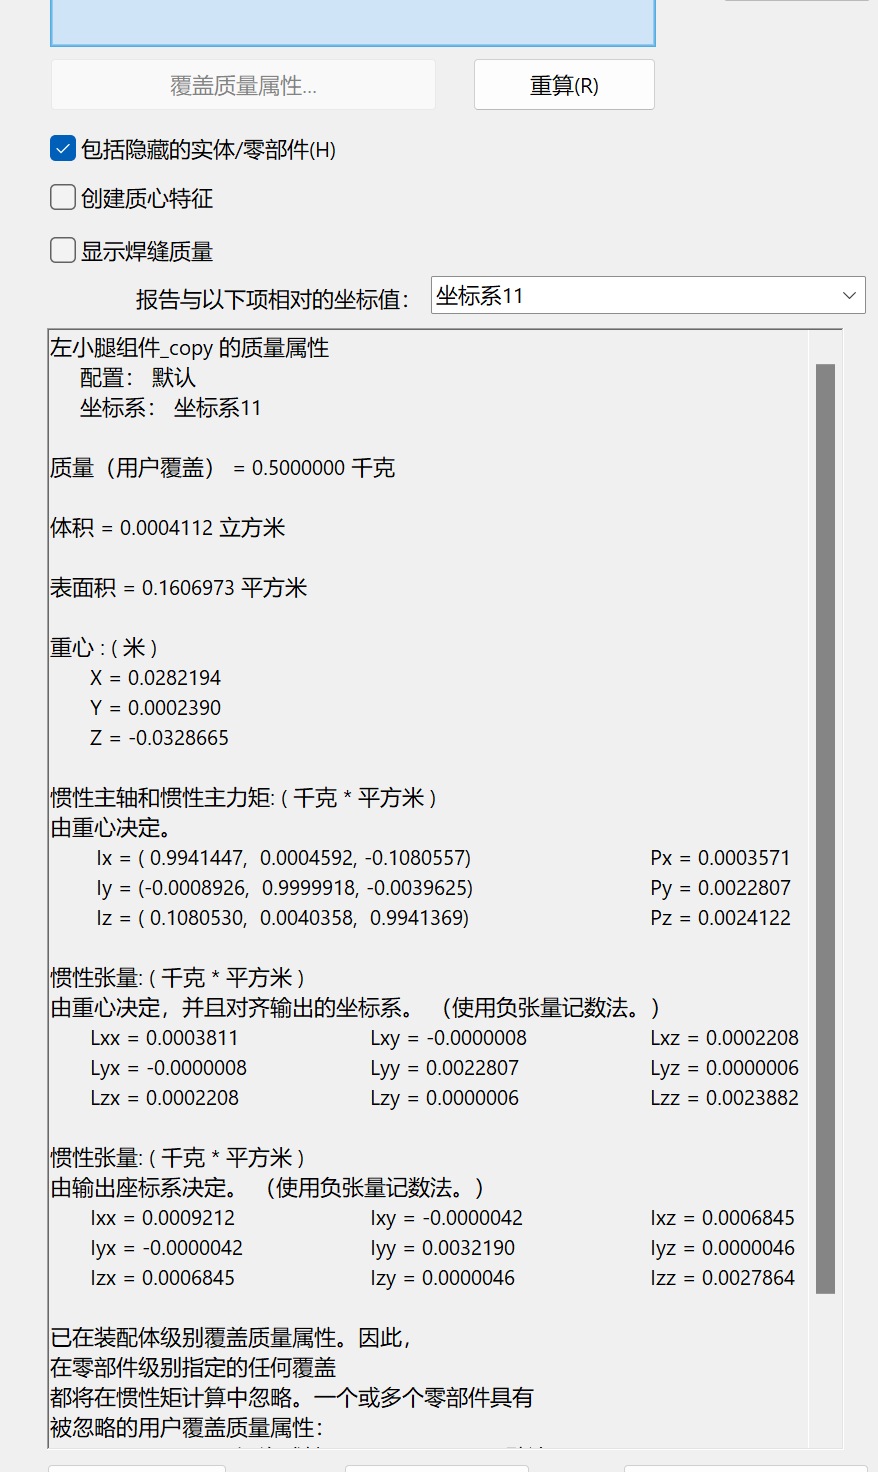 覆盖质量属性...
重算(R)
包括隐藏的实体/零部件(H)
创建质心特征
显示焊缝质量
报告与以下项相对的坐标值： 坐标系11
左小腿组件_copy 的质量属性
配置： 默认
坐标系： 坐标系11
质量（用户覆盖） = 0.5000000 千克
体积 = 0.0004112 立方米
表面积 = 0.1606973 平方米
重心 : ( 米 )
X = 0.0282194
Y = 0.0002390
Z = -0.0328665
惯性主轴和惯性主力矩: ( 千克 * 平方米 )
由重心决定。
Ix = ( 0.9941447, 0.0004592, -0.1080557) Px = 0.0003571
Iy = (-0.0008926, 0.9999918, -0.0039625) Py = 0.0022807
Iz = ( 0.1080530, 0.0040358, 0.9941369) Pz = 0.0024122
惯性张量: ( 千克 * 平方米 )
由重心决定，并且对齐输出的坐标系。 （使用负张量记数法。）
Lxx = 0.0003811 Lxy = -0.0000008 Lxz = 0.0002208
Lyx = -0.0000008 Lyy = 0.0022807 Lyz = 0.0000006
Lzx = 0.0002208 Lzy = 0.0000006 Lzz = 0.0023882
惯性张量: ( 千克 * 平方米 )
由输出座标系决定。 （使用负张量记数法。）
Ixx = 0.0009212 Ixy = -0.0000042 Ixz = 0.0006845
Iyx = -0.0000042 Iyy = 0.0032190 Iyz = 0.0000046
Izx = 0.0006845 Izy = 0.0000046 Izz = 0.0027864
已在装配体级别覆盖质量属性。因此，
在零部件级别指定的任何覆盖
都将在惯性矩计算中忽略。一个或多个零部件具有
被忽略的用户覆盖质量属性：